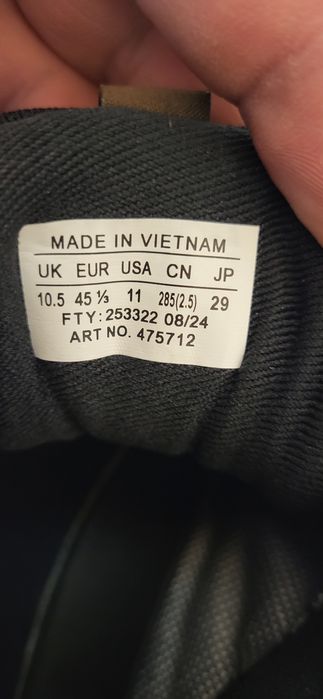 MADE IN VIETNAM
UK EUR USA CN JP
10.5 45 ⅓ 11 285(2.5) 29
FTY: 253322 08/24
ART NO. 475712